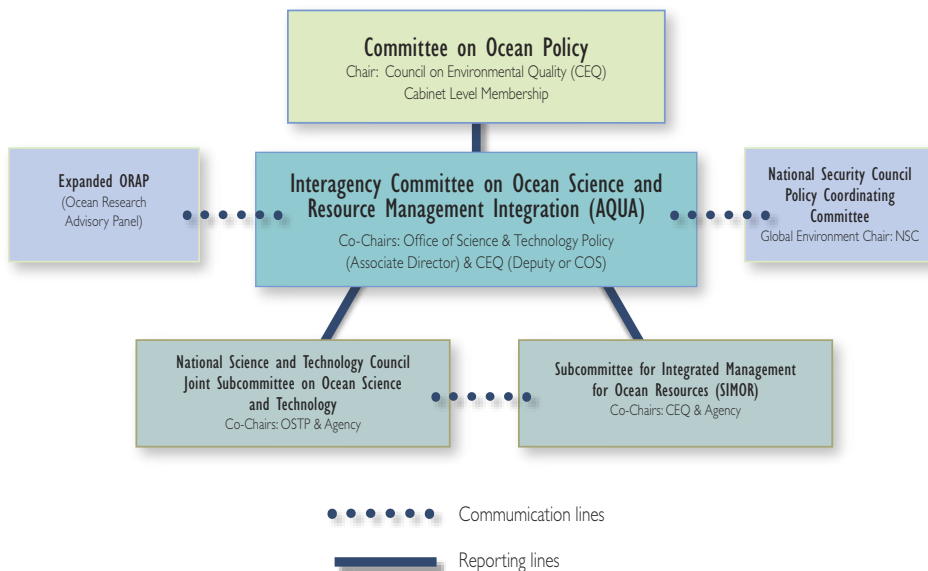 Committee on Ocean Policy
Chair: Council on Environmental Quality (CEQ)
Cabinet Level Membership
Expanded ORAP
(Ocean Research
Advisory Panel)
Interagency Committee on Ocean Science and
Resource Management Integration (AQUA)
Co-Chairs: Office of Science & Technology Policy
(Associate Director) & CEQ (Deputy or COS)
National Security Council
Policy Coordinating
Committee
Global Environment Chair: NSC
National Science and Technology Council
Joint Subcommittee on Ocean Science
and Technology
Co-Chairs: OSTP & Agency
Subcommittee for Integrated Management
for Ocean Resources (SIMOR)
Co-Chairs: CEQ & Agency
Commumication lines
Reporting lines